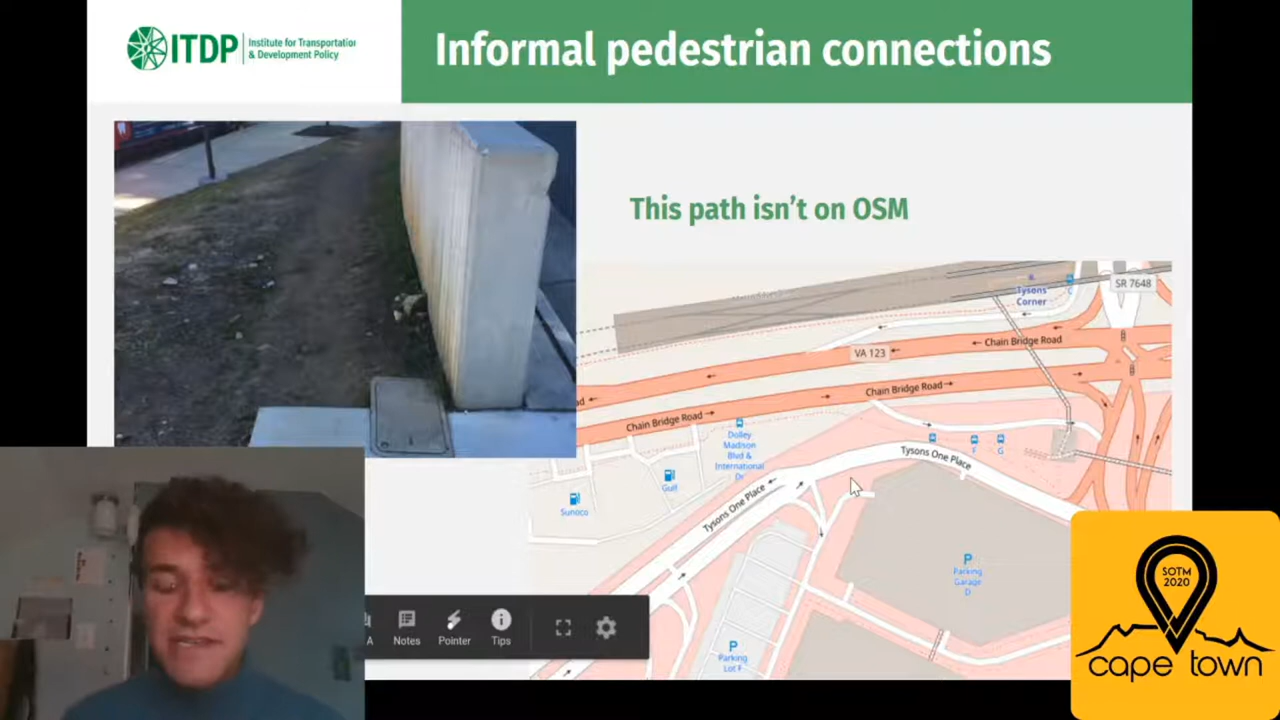 ITDP
Institute for Transportation
& Development Policy
Informal pedestrian connections
This path isn't on OSM
SR 7648
Tysons
Corner
VA 123
Chain Bridge Road
Chain Bridge Road
Chain Bridge Road
Dolley
Madison
Blvd &
International
Dr
F
G
Tysons One Place
Gulf
Sunoco
Tysons One Place
P
Parking
Garage
D
P
Parking
Lot F
A
Notes
Pointer
Tips
SOTM
2020
cape town